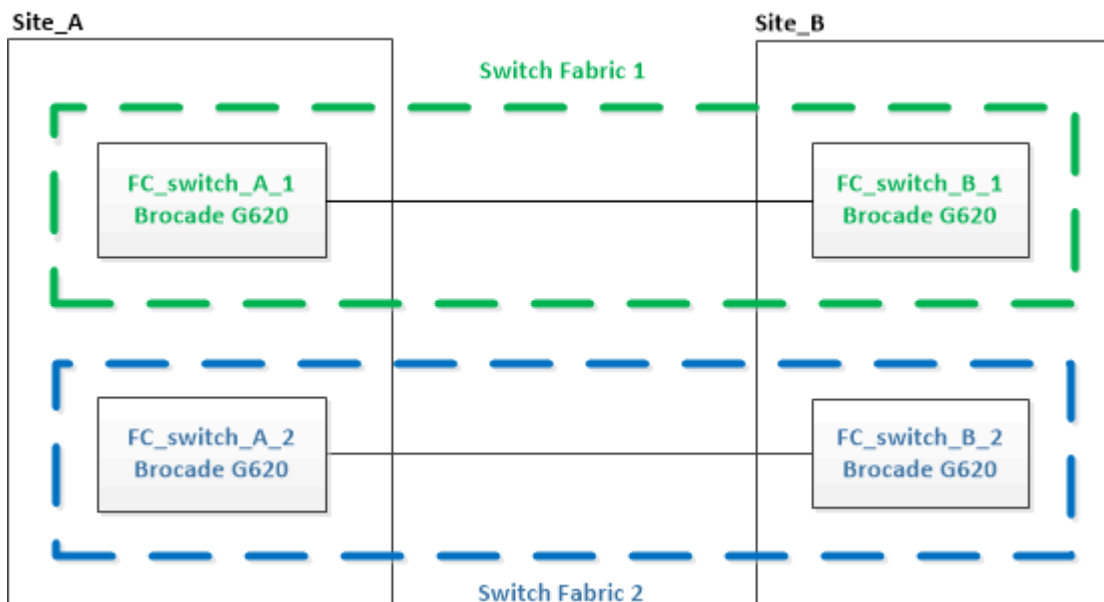 Site_A
Site_B
Switch Fabric 1
FC_switch_A_1
Brocade G620
FC_switch_B_1
Brocade G620
FC_switch_A_2
Brocade G620
FC_switch_B_2
Brocade G620
Switch Fabric 2